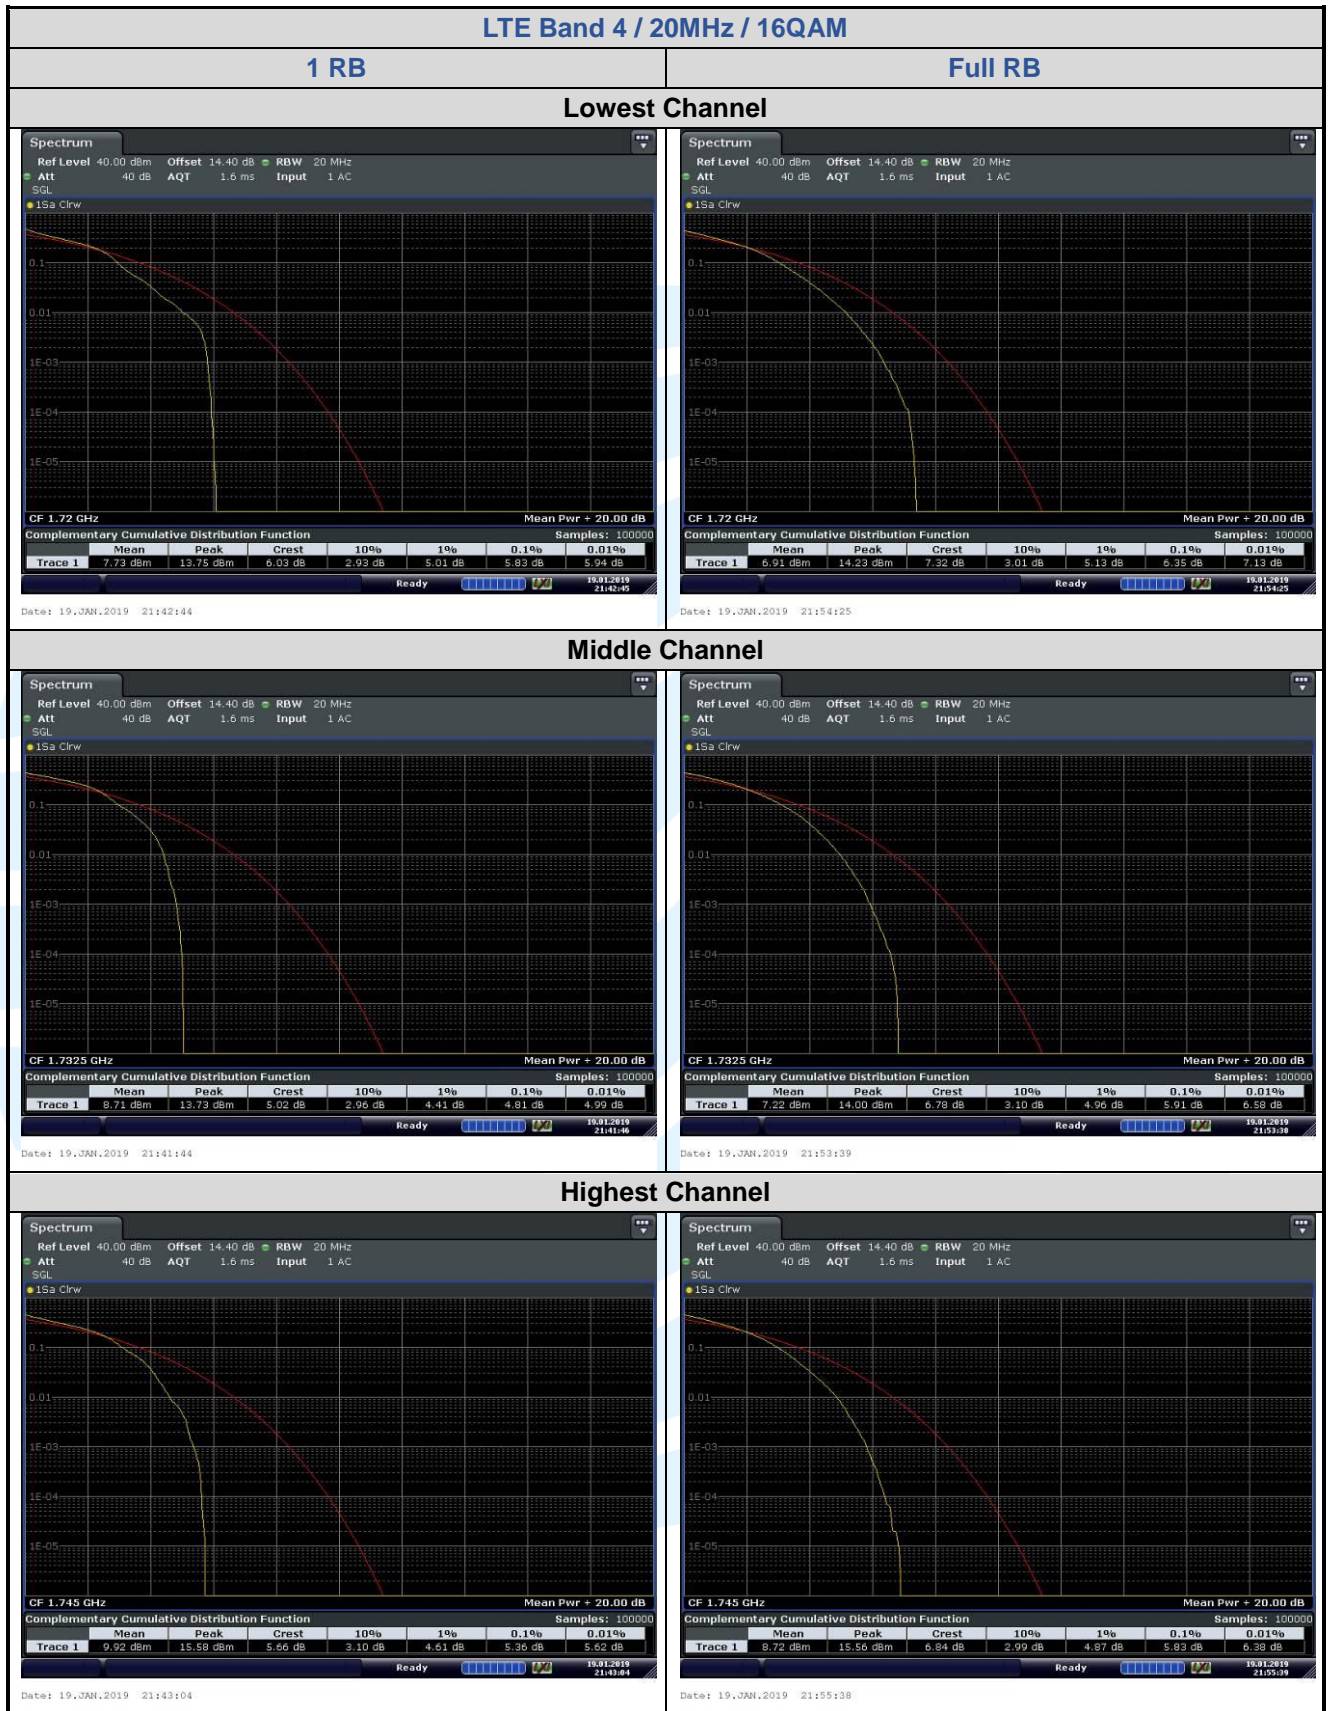 LTE Band 4 / 20MHz / 16QAM
1 RB Full RB
Lowest Channel
Spectrum
Ref Level 40.00 dBm Offset 14.40 dB RBW 20 MHz
Att 40 dB AQT 1.6 ms Input 1 AC
SGL
1Sa Clrw
0.1
0.01
1E-03
1E-04
1E-05
CF 1.72 GHz Mean Pwr + 20.00 dB
Complementary Cumulative Distribution Function Samples: 100000
Mean Peak Crest 10% 1% 0.1% 0.01%
Trace 1 7.73 dBm 13.75 dBm 6.03 dB 2.93 dB 5.01 dB 5.83 dB 5.94 dB
Ready 19.01.2019
21:42:45
Date: 19.JAN.2019 21:42:44
Spectrum
Ref Level 40.00 dBm Offset 14.40 dB RBW 20 MHz
Att 40 dB AQT 1.6 ms Input 1 AC
SGL
1Sa Clrw
0.1
0.01
1E-03
1E-04
1E-05
CF 1.72 GHz Mean Pwr + 20.00 dB
Complementary Cumulative Distribution Function Samples: 100000
Mean Peak Crest 10% 1% 0.1% 0.01%
Trace 1 6.91 dBm 14.23 dBm 7.32 dB 3.01 dB 5.13 dB 6.35 dB 7.13 dB
Ready 19.01.2019
21:54:25
Date: 19.JAN.2019 21:54:25
Middle Channel
Spectrum
Ref Level 40.00 dBm Offset 14.40 dB RBW 20 MHz
Att 40 dB AQT 1.6 ms Input 1 AC
SGL
1Sa Clrw
0.1
0.01
1E-03
1E-04
1E-05
CF 1.7325 GHz Mean Pwr + 20.00 dB
Complementary Cumulative Distribution Function Samples: 100000
Mean Peak Crest 10% 1% 0.1% 0.01%
Trace 1 8.71 dBm 13.73 dBm 5.02 dB 2.96 dB 4.41 dB 4.81 dB 4.99 dB
Ready 19.01.2019
21:41:46
Date: 19.JAN.2019 21:41:44
Spectrum
Ref Level 40.00 dBm Offset 14.40 dB RBW 20 MHz
Att 40 dB AQT 1.6 ms Input 1 AC
SGL
1Sa Clrw
0.1
0.01
1E-03
1E-04
1E-05
CF 1.7325 GHz Mean Pwr + 20.00 dB
Complementary Cumulative Distribution Function Samples: 100000
Mean Peak Crest 10% 1% 0.1% 0.01%
Trace 1 7.22 dBm 14.00 dBm 6.78 dB 3.10 dB 4.96 dB 5.91 dB 6.58 dB
Ready 19.01.2019
21:53:38
Date: 19.JAN.2019 21:53:39
Highest Channel
Spectrum
Ref Level 40.00 dBm Offset 14.40 dB RBW 20 MHz
Att 40 dB AQT 1.6 ms Input 1 AC
SGL
1Sa Clrw
0.1
0.01
1E-03
1E-04
1E-05
CF 1.745 GHz Mean Pwr + 20.00 dB
Complementary Cumulative Distribution Function Samples: 100000
Mean Peak Crest 10% 1% 0.1% 0.01%
Trace 1 9.92 dBm 15.58 dBm 5.66 dB 3.10 dB 4.61 dB 5.36 dB 5.62 dB
Ready 19.01.2019
21:43:04
Date: 19.JAN.2019 21:43:04
Spectrum
Ref Level 40.00 dBm Offset 14.40 dB RBW 20 MHz
Att 40 dB AQT 1.6 ms Input 1 AC
SGL
1Sa Clrw
0.1
0.01
1E-03
1E-04
1E-05
CF 1.745 GHz Mean Pwr + 20.00 dB
Complementary Cumulative Distribution Function Samples: 100000
Mean Peak Crest 10% 1% 0.1% 0.01%
Trace 1 8.72 dBm 15.56 dBm 6.84 dB 2.99 dB 4.87 dB 5.83 dB 6.38 dB
Ready 19.01.2019
21:55:39
Date: 19.JAN.2019 21:55:38